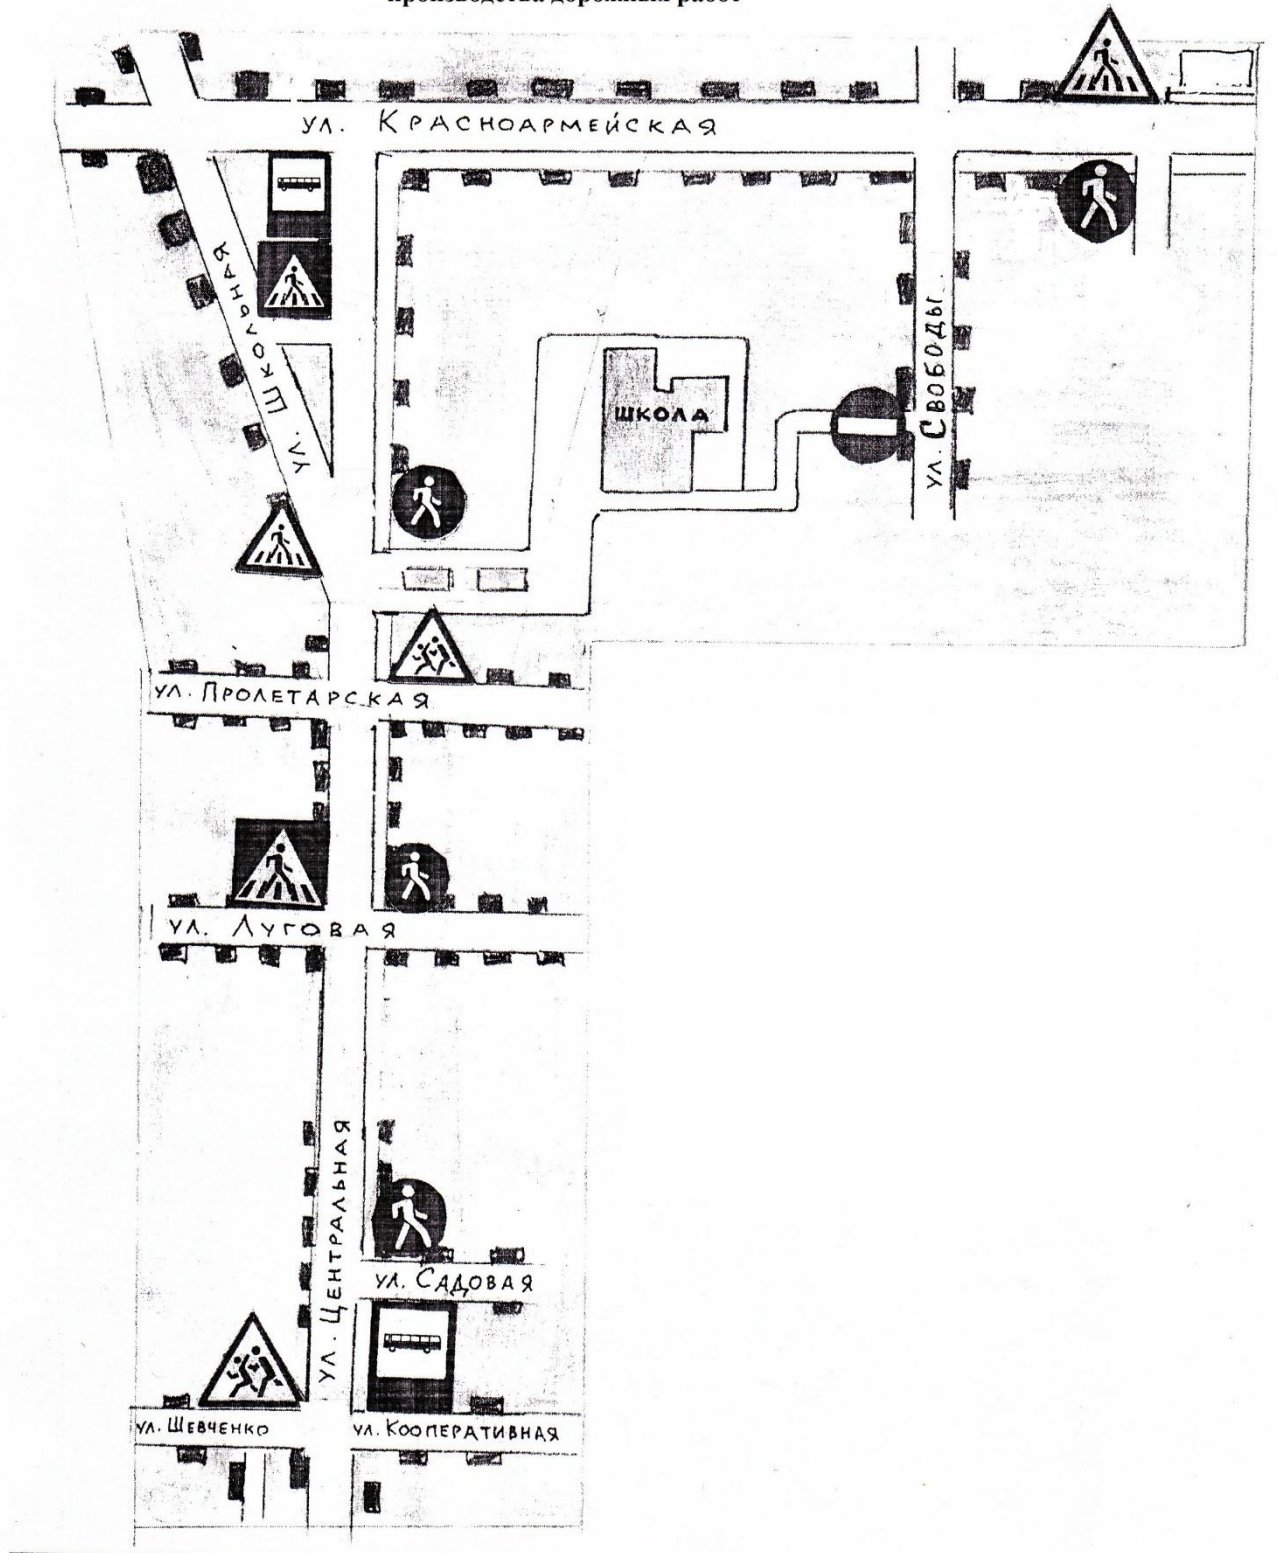 производства дорожных работ
ул. Красноармейская
ул. Школьная
ул. Свободы
ШКОЛА
ул. Пролетарская
ул. Луговая
ул. Центральная
ул. Садовая
ул. Шевченко
ул. Кооперативная